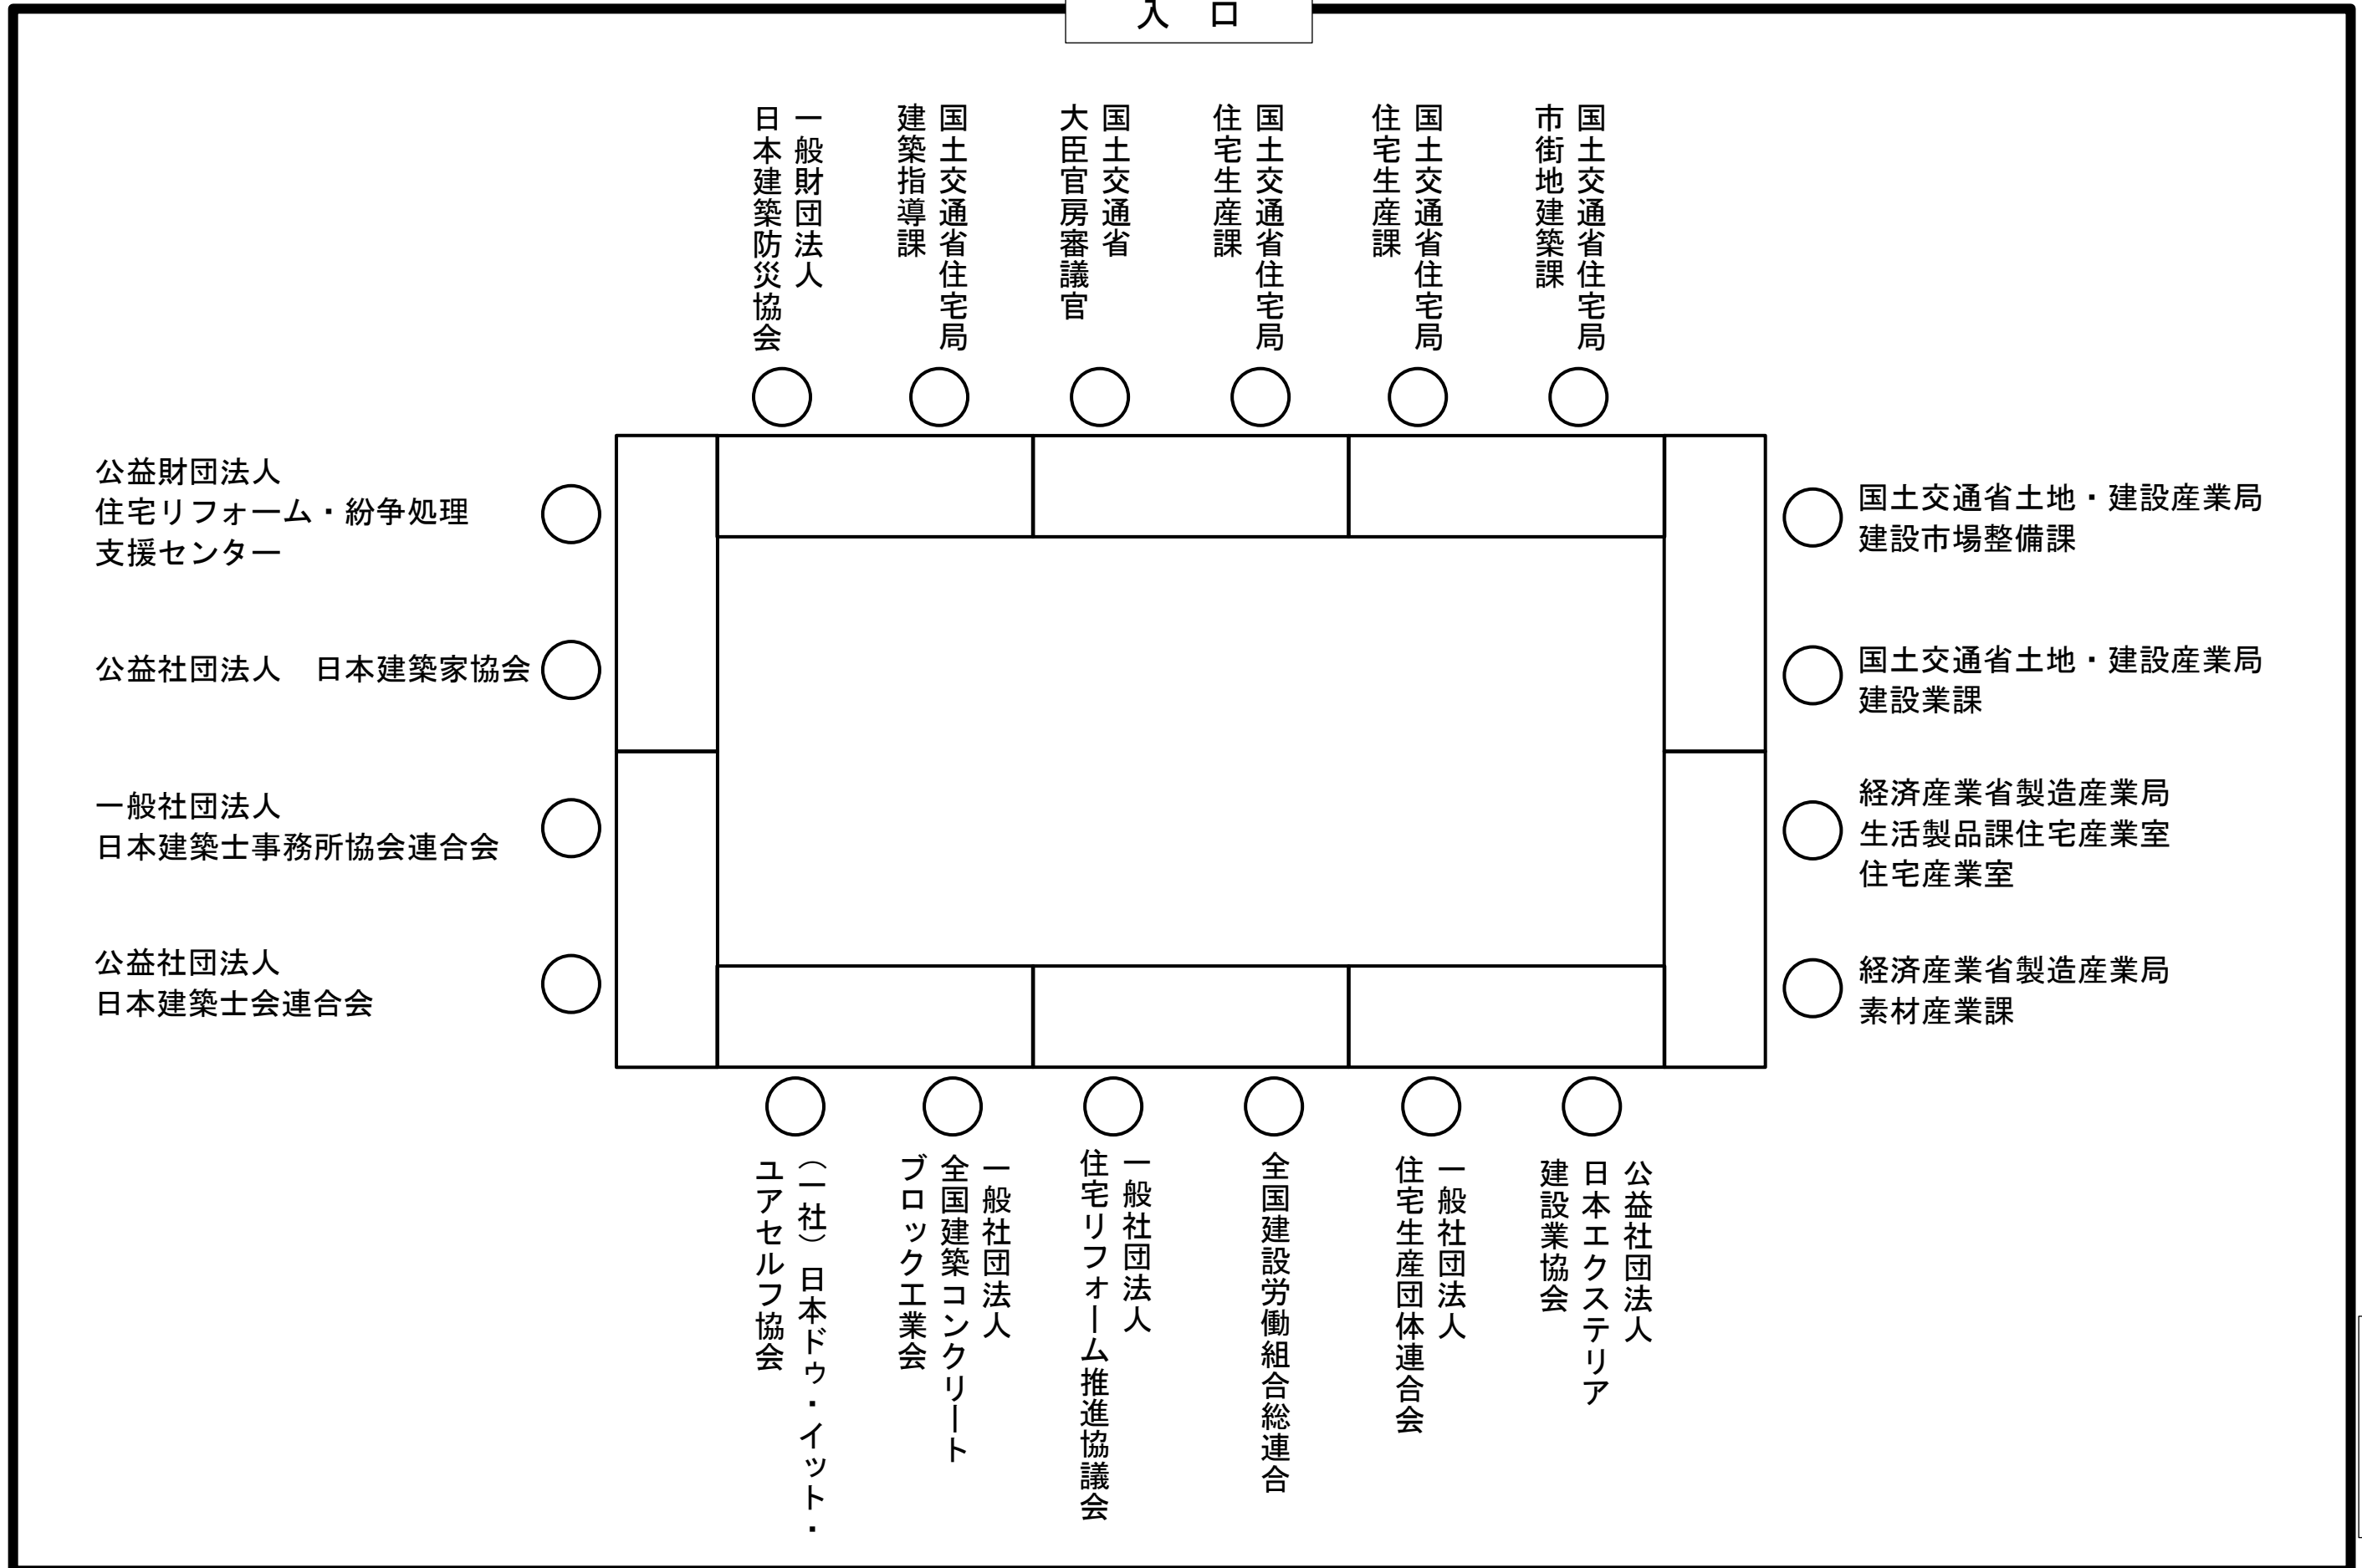 入　口
一般財団法人
日本建築防災協会
国土交通省住宅局
建築指導課
国土交通省
大臣官房審議官
国土交通省住宅局
住宅生産課
国土交通省住宅局
住宅生産課
国土交通省住宅局
市街地建築課
公益財団法人
住宅リフォーム・紛争処理
支援センター
公益社団法人　日本建築家協会
一般社団法人
日本建築士事務所協会連合会
公益社団法人
日本建築士会連合会
国土交通省土地・建設産業局
建設市場整備課
国土交通省土地・建設産業局
建設業課
経済産業省製造産業局
生活製品課住宅産業室
住宅産業室
経済産業省製造産業局
素材産業課
（一社）日本ドゥ・イット・
ユアセルフ協会
一般社団法人
全国建築コンクリート
ブロック工業会
一般社団法人
住宅リフォーム推進協議会
全国建設労働組合総連合
一般社団法人
住宅生産団体連合会
公益社団法人
日本エクステリア
建設業協会